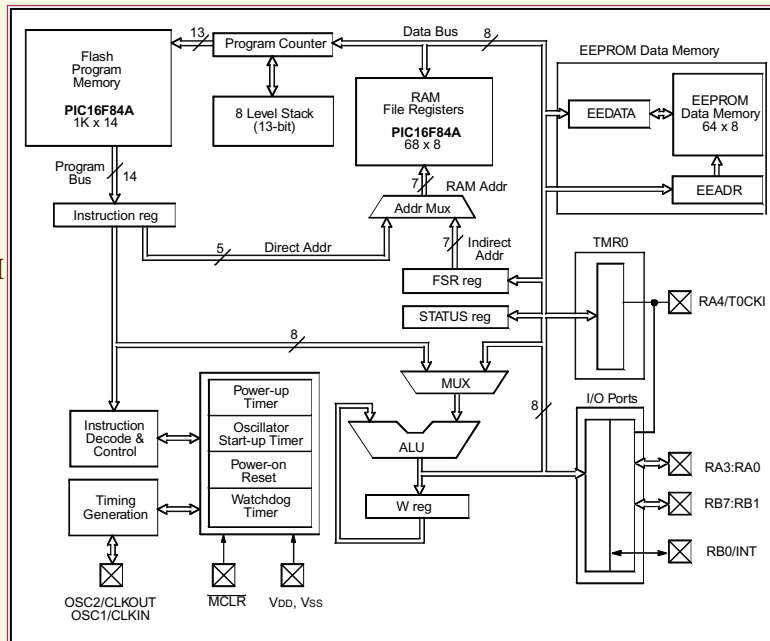 Flash
Program
Memory
PIC16F84A
1K x 14
13
Program Counter
8 Level Stack
(13-bit)
Data Bus
8
RAM
File Registers
PIC16F84A
68 x 8
EEPROM Data Memory
EEDATA
EEPROM
Data Memory
64 x 8
EEADR
Program
Bus
14
Instruction reg
7
RAM Addr
Addr Mux
5
Direct Addr
7
Indirect
Addr
FSR reg
STATUS reg
TMR0
RA4/T0CKI
8
MUX
8
ALU
W reg
I/O Ports
RA3:RA0
RB7:RB1
RB0/INT
Instruction
Decode &
Control
Timing
Generation
Power-up
Timer
Oscillator
Start-up Timer
Power-on
Reset
Watchdog
Timer
OSC2/CLKOUT
OSC1/CLKIN
MCLR
VDD, VSS